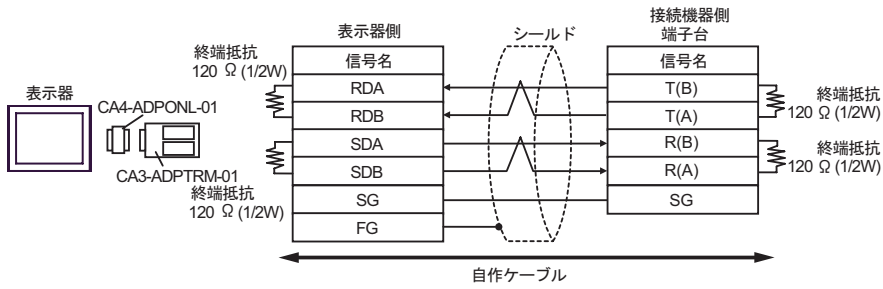 表示器
CA4-ADPONL-01
CA3-ADPTRM-01
終端抵抗
120 Ω (1/2W)
終端抵抗
120 Ω (1/2W)
表示器側
信号名
RDA
RDB
SDA
SDB
SG
FG
シールド
接続機器側
端子台
信号名
T(B)
T(A)
R(B)
R(A)
SG
終端抵抗
120 Ω (1/2W)
終端抵抗
120 Ω (1/2W)
自作ケーブル